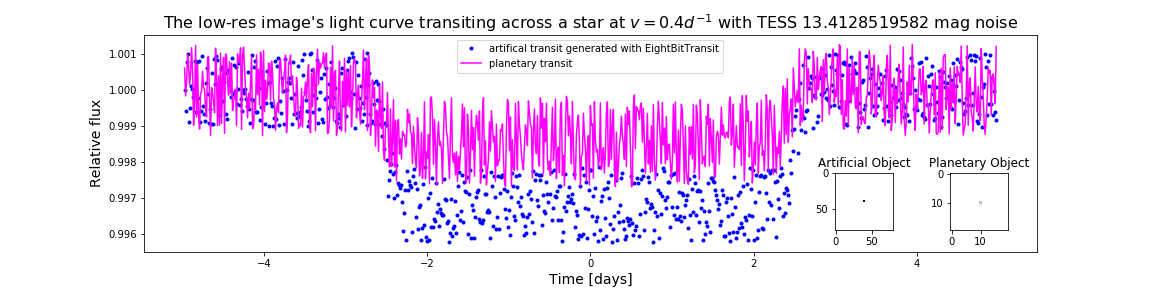 The low-res image's light curve transiting across a star at v = 0.4d⁻¹ with TESS 13.4128519582 mag noise
artifical transit generated with EightBitTransit
planetary transit
Relative flux
1.001
1.000
0.999
0.998
0.997
0.996
Artificial Object
0
50
0
50
Planetary Object
0
10
0
10
−4
−2
0
2
4
Time [days]